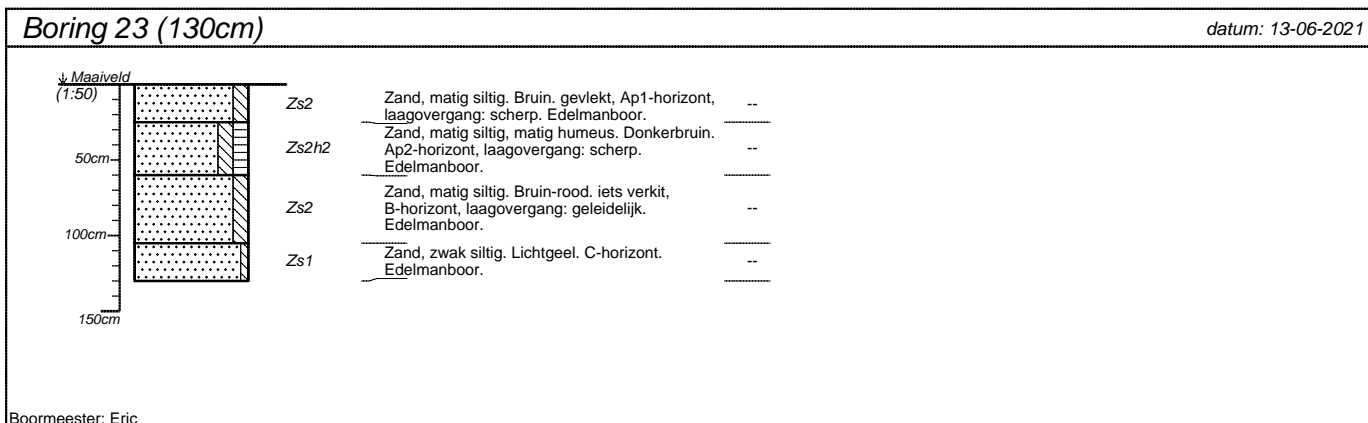 Boring 23 (130cm)
datum: 13-06-2021
Maaiveld
(1:50)
Zs2
Zand, matig siltig. Bruin. gevlekt, Ap1-horizont,
laagovergang: scherp. Edelmanboor.
--
50cm
Zs2h2
Zand, matig siltig, matig humeus. Donkerbruin.
Ap2-horizont, laagovergang: scherp.
Edelmanboor.
--
Zs2
Zand, matig siltig. Bruin-rood. iets verkit,
B-horizont, laagovergang: geleidelijk.
Edelmanboor.
--
100cm
Zs1
Zand, zwak siltig. Lichtgeel. C-horizont.
Edelmanboor.
--
150cm
Boormeester: Eric